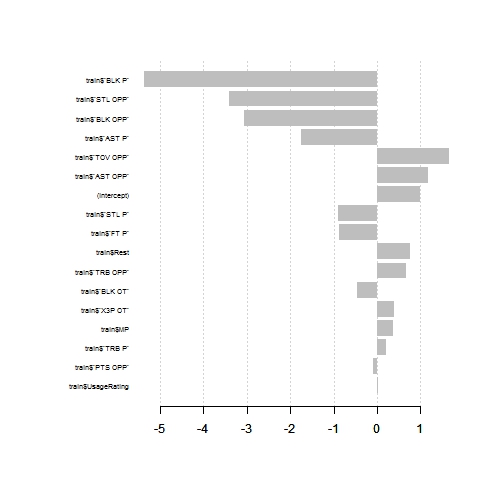 train$`BLK P`
train$`STL OPP`
train$`BLK OPP`
train$`AST P`
train$`TOV OPP`
train$`AST OPP`
(Intercept)
train$`STL P`
train$`FT P`
train$Rest
train$`TRB OPP`
train$`BLK OT`
train$`X3P OT`
train$MP
train$`TRB P`
train$`PTS OPP`
train$UsageRating
-5 -4 -3 -2 -1 0 1